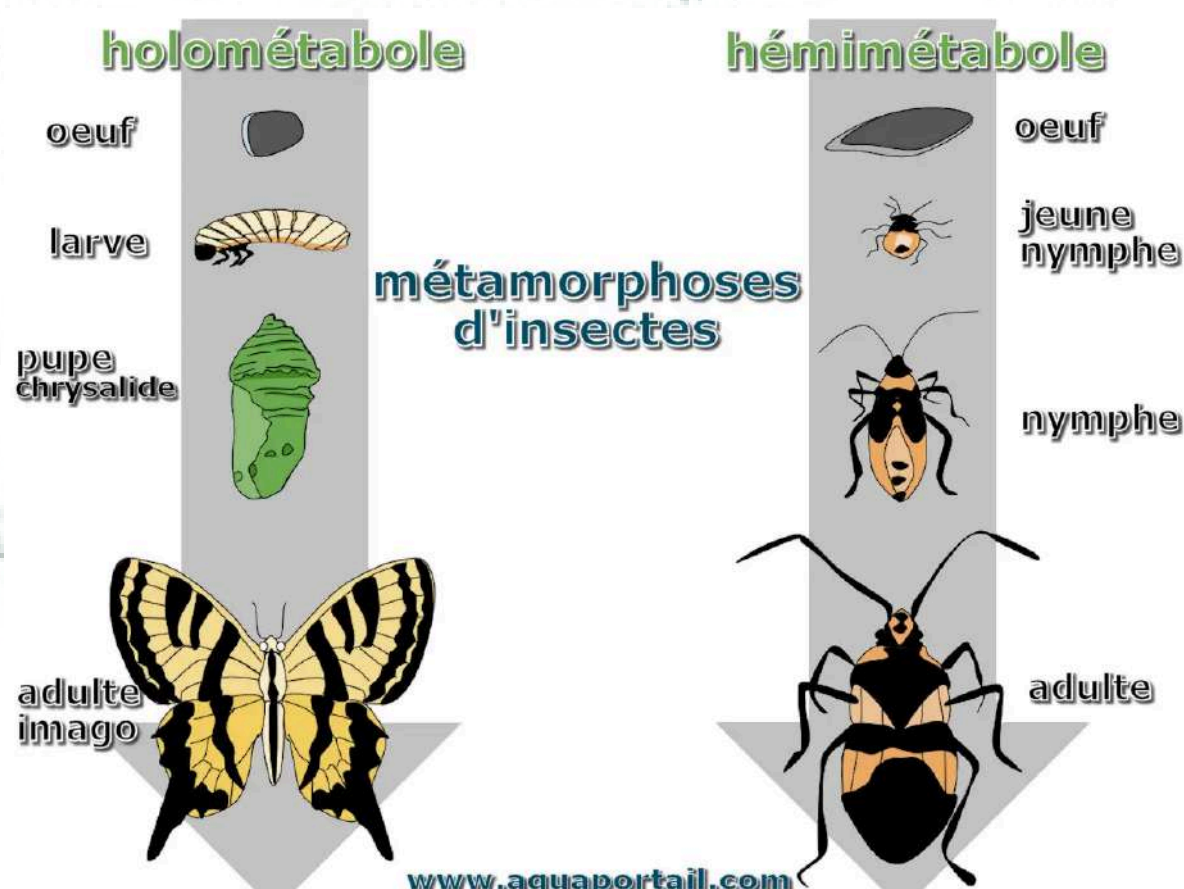 holométabole
oeuf
larve
pupe
chrysalide
adulte
imago
métamorphoses
d'insectes
hémimétabole
oeuf
jeune
nymphe
nymphe
adulte
www.aquaportail.com